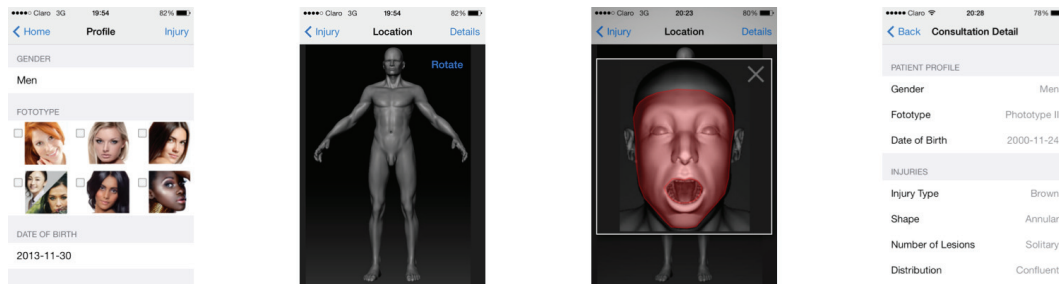 Claro 3G 19:54 82%
Home Profile Injury
GENDER
Men
FOTOTYPE
DATE OF BIRTH
2013-11-30
Claro 3G 19:54 82%
Injury Location Details
Rotate
Claro 3G 20:23 80%
Injury Location Details
Claro 20:28 78%
Back Consultation Detail
PATIENT PROFILE
Gender Men
Fototype Phototype II
Date of Birth 2000-11-24
INJURIES
Injury Type Brown
Shape Annular
Number of Lesions Solitary
Distribution Confluent